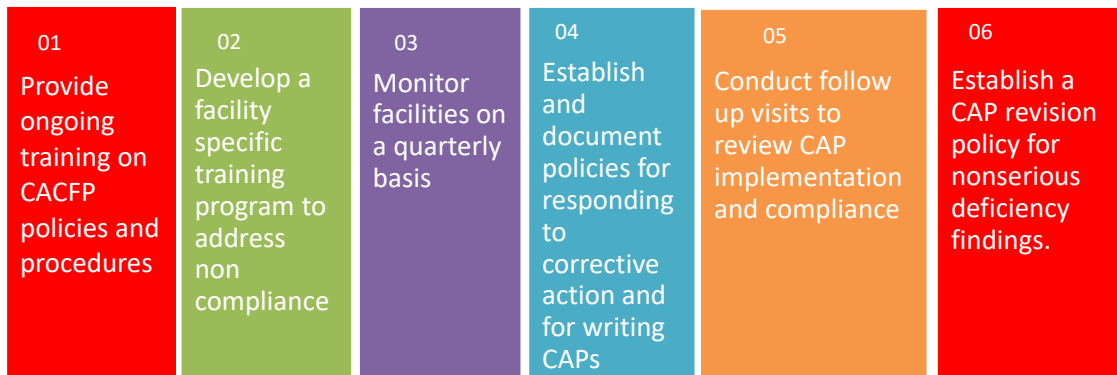 01
Provide
ongoing
training on
CACFP
policies and
procedures
02
Develop a
facility
specific
training
program to
address
non
compliance
03
Monitor
facilities on
a quarterly
basis
04
Establish
and
document
policies for
responding
to
corrective
action and
for writing
CAPs
05
Conduct follow
up visits to
review CAP
implementation
and compliance
06
Establish a
CAP revision
policy for
nonserious
deficiency
findings.